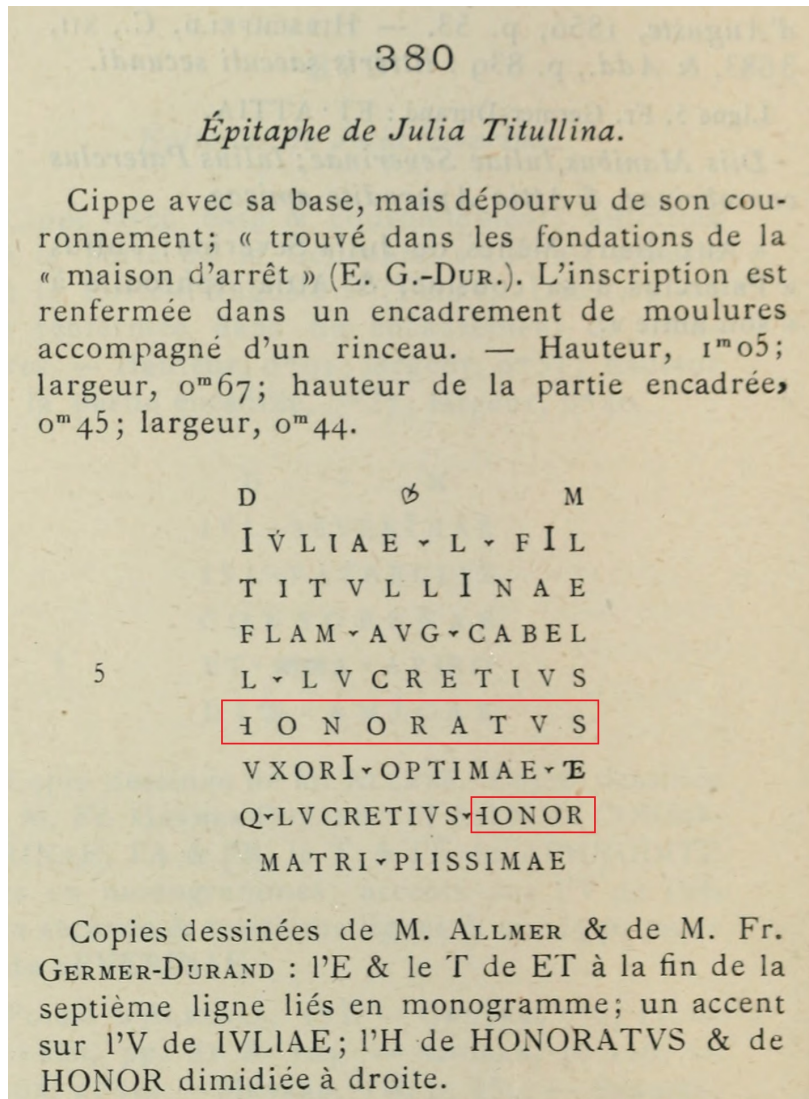 380
Épitaphe de Julia Titullina.
Cippe avec sa base, mais dépourvu de son cou-
ronnement; « trouvé dans les fondations de la
« maison d'arrêt » (E. G.-DUR.). L'inscription est
renfermée dans un encadrement de moulures
accompagné d'un rinceau. — Hauteur, 1ᵐ05;
largeur, 0ᵐ67; hauteur de la partie encadrée,
0ᵐ45; largeur, 0ᵐ44.
D ❦ M
IV́LIAE ▾ L ▾ FIL
TITVLLINAE
FLAM ▾ AVG ▾ CABEL
5 L ▾ LVCRETIVS
ꟵONORATVS
VXORI ▾ OPTIMAE ▾ E͡T
Q ▾ LVCRETIVS ▾ ꟵONOR
MATRI ▾ PIISSIMAE
Copies dessinées de M. ALLMER & de M. Fr.
GERMER-DURAND : l'E & le T de ET à la fin de la
septième ligne liés en monogramme; un accent
sur l'V de IVLIAE; l'H de HONORATVS & de
HONOR dimidiée à droite.